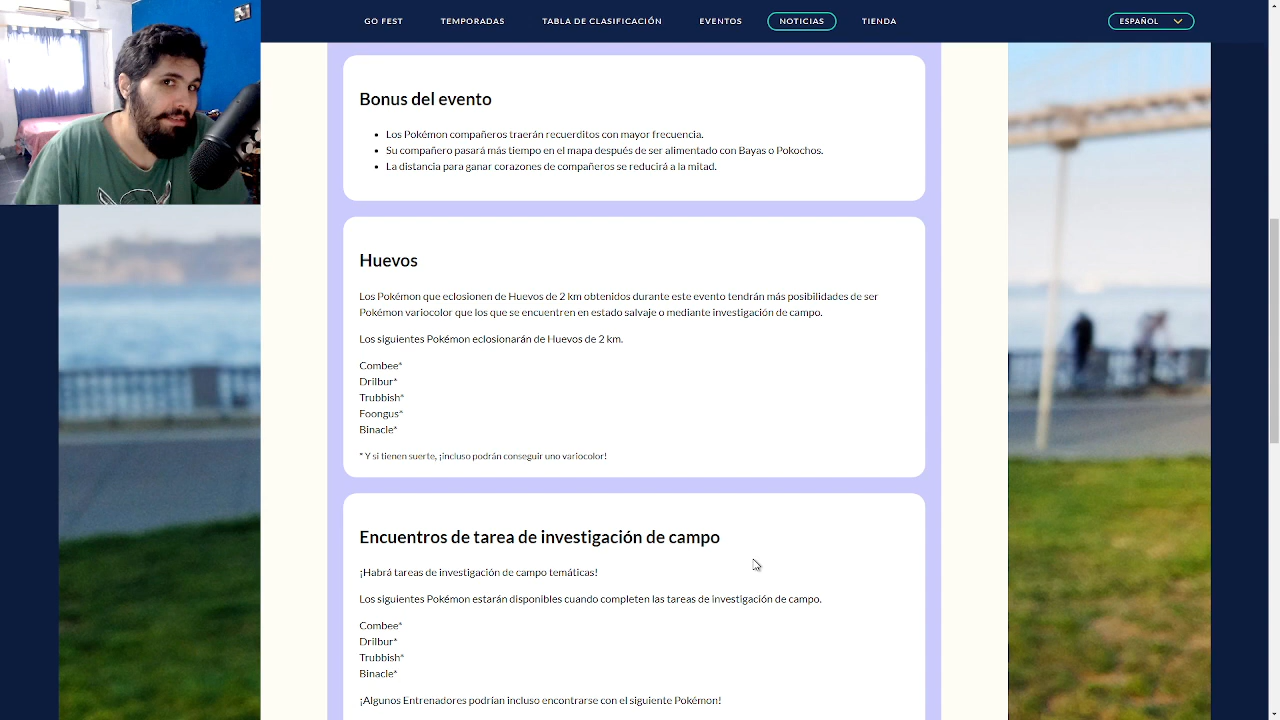 GO FEST
TEMPORADAS
TABLA DE CLASIFICACIÓN
EVENTOS
NOTICIAS
TIENDA
ESPAÑOL
Bonus del evento
• Los Pokémon compañeros traerán recuerditos con mayor frecuencia.
• Su compañero pasará más tiempo en el mapa después de ser alimentado con Bayas o Pokochos.
• La distancia para ganar corazones de compañeros se reducirá a la mitad.
Huevos
Los Pokémon que eclosionen de Huevos de 2 km obtenidos durante este evento tendrán más posibilidades de ser
Pokémon variocolor que los que se encuentren en estado salvaje o mediante investigación de campo.
Los siguientes Pokémon eclosionarán de Huevos de 2 km.
Combee*
Drilbur*
Trubbish*
Foongus*
Binacle*
* Y si tienen suerte, ¡incluso podrán conseguir uno variocolor!
Encuentros de tarea de investigación de campo
¡Habrá tareas de investigación de campo temáticas!
Los siguientes Pokémon estarán disponibles cuando completen las tareas de investigación de campo.
Combee*
Drilbur*
Trubbish*
Binacle*
¡Algunos Entrenadores podrían incluso encontrarse con el siguiente Pokémon!